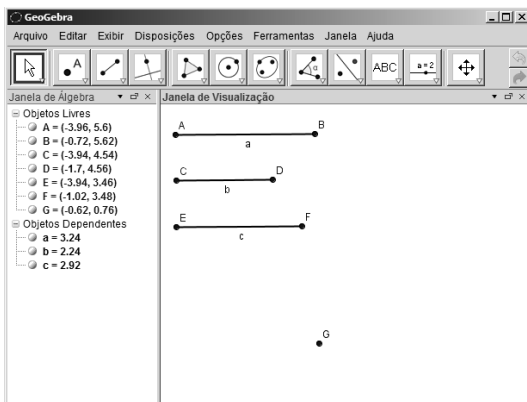 GeoGebra
Arquivo Editar Exibir Disposições Opções Ferramentas Janela Ajuda
A α ABC a = 2
Janela de Álgebra
Janela de Visualização
Objetos Livres
A = (-3.96, 5.6)
B = (-0.72, 5.62)
C = (-3.94, 4.54)
D = (-1.7, 4.56)
E = (-3.94, 3.46)
F = (-1.02, 3.48)
G = (-0.62, 0.76)
Objetos Dependentes
a = 3.24
b = 2.24
c = 2.92
A B
a
C D
b
E F
c
G